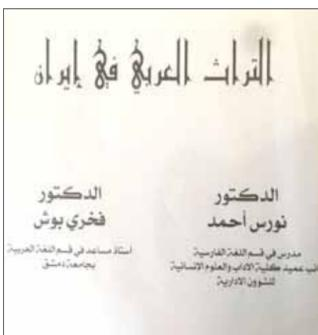 التراث العربي في إيران
الدكتور
نورس أحمد
مدرس في قسم اللغة الفارسية
نائب عميد كلية الآداب والعلوم الإنسانية
للشؤون الإدارية
الدكتور
فخري بوش
أستاذ مساعد في قسم اللغة العربية
بجامعة دمشق